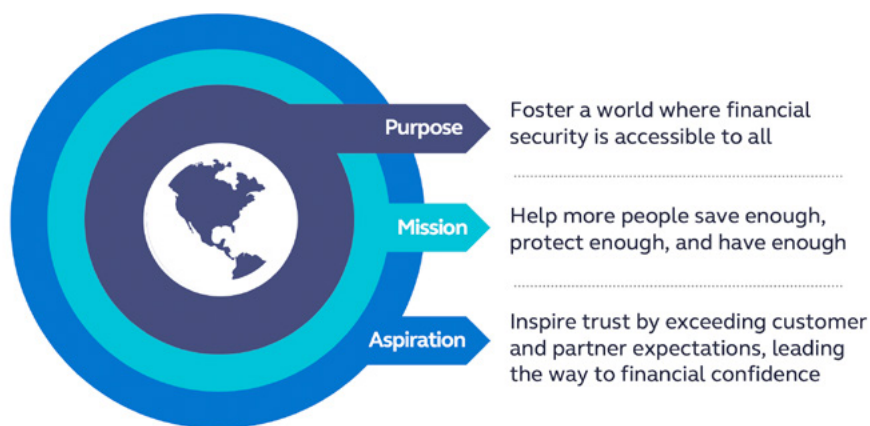 Purpose
Foster a world where financial
security is accessible to all
Mission
Help more people save enough,
protect enough, and have enough
Aspiration
Inspire trust by exceeding customer
and partner expectations, leading
the way to financial confidence